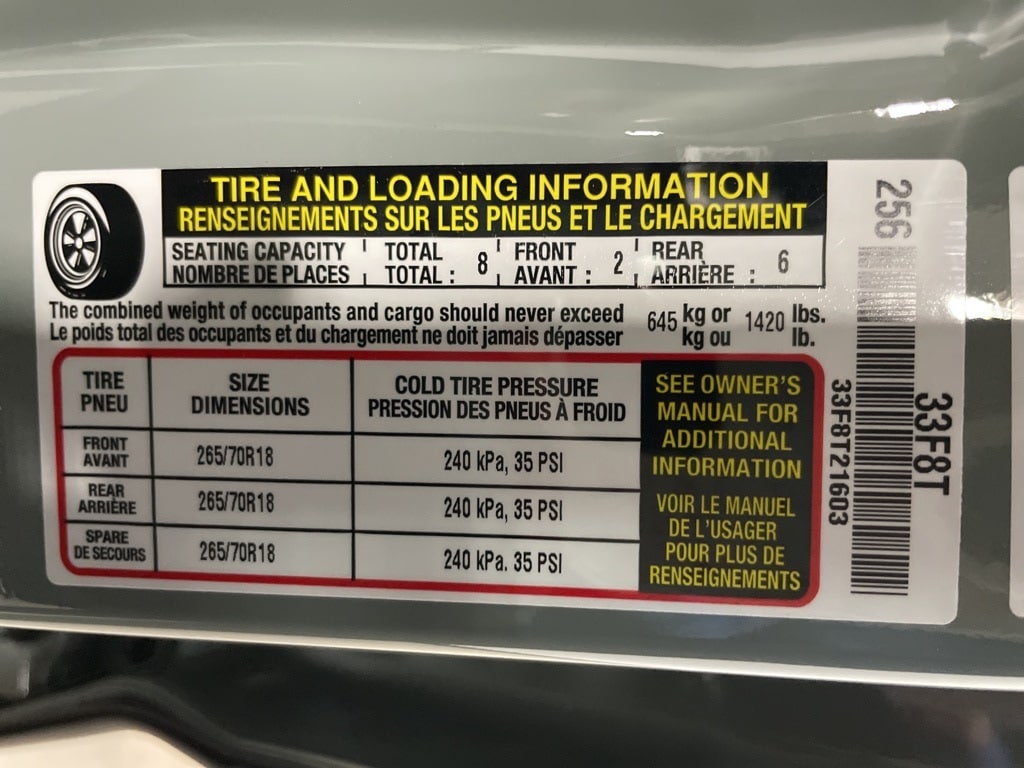 TIRE AND LOADING INFORMATION
RENSEIGNEMENTS SUR LES PNEUS ET LE CHARGEMENT
SEATING CAPACITY TOTAL FRONT REAR
NOMBRE DE PLACES TOTAL : 8 AVANT : 2 ARRIÈRE : 6
The combined weight of occupants and cargo should never exceed 645 kg or 1420 lbs.
Le poids total des occupants et du chargement ne doit jamais dépasser kg ou lb.
TIRE SIZE COLD TIRE PRESSURE
PNEU DIMENSIONS PRESSION DES PNEUS À FROID
FRONT
AVANT 265/70R18 240 kPa, 35 PSI
REAR
ARRIÈRE 265/70R18 240 kPa, 35 PSI
SPARE
DE SECOURS 265/70R18 240 kPa. 35 PSI
SEE OWNER'S
MANUAL FOR
ADDITIONAL
INFORMATION
VOIR LE MANUEL
DE L'USAGER
POUR PLUS DE
RENSEIGNEMENTS
256
33F8T21603
33F8T